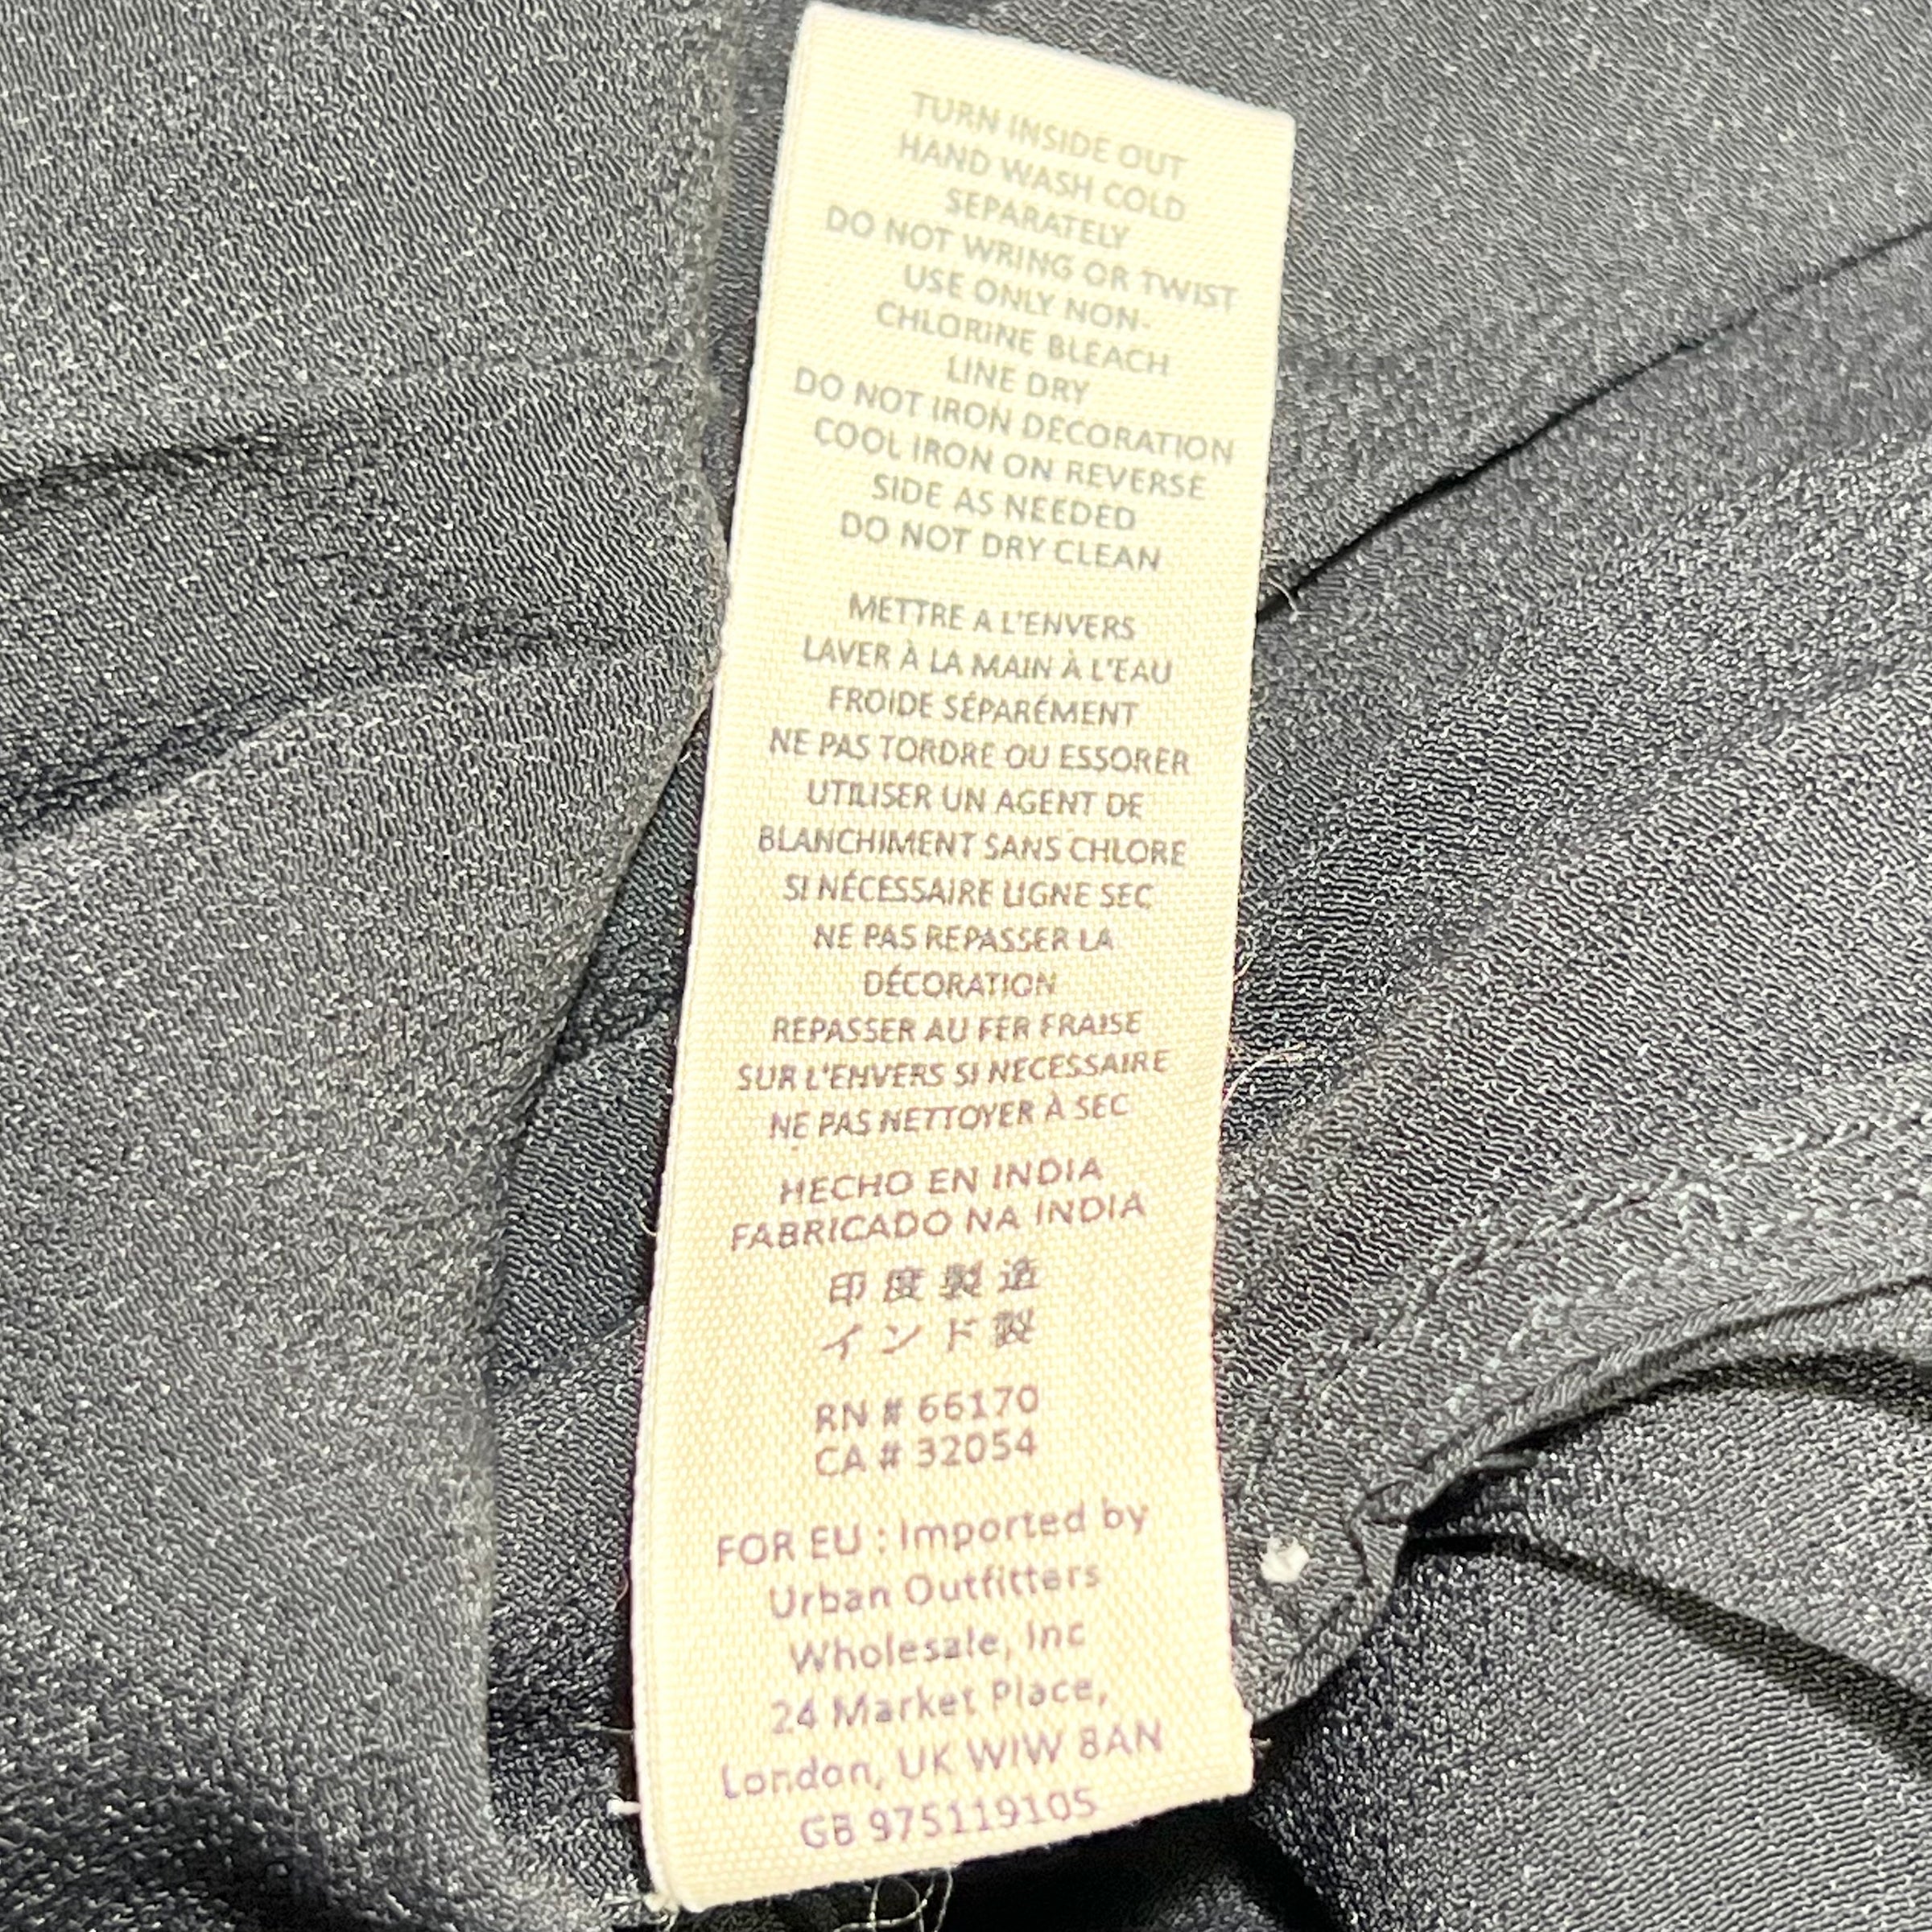 TURN INSIDE OUT
HAND WASH COLD
SEPARATELY
DO NOT WRING OR TWIST
USE ONLY NON-
CHLORINE BLEACH
LINE DRY
DO NOT IRON DECORATION
COOL IRON ON REVERSE
SIDE AS NEEDED
DO NOT DRY CLEAN
METTRE A L'ENVERS
LAVER À LA MAIN À L'EAU
FROIDE SÉPARÉMENT
NE PAS TORDRE OU ESSORER
UTILISER UN AGENT DE
BLANCHIMENT SANS CHLORE
SI NÉCESSAIRE LIGNE SEC
NE PAS REPASSER LA
DÉCORATION
REPASSER AU FER FRAISE
SUR L'ENVERS SI NECESSAIRE
NE PAS NETTOYER À SEC
HECHO EN INDIA
FABRICADO NA INDIA
印度製造
インド製
RN # 66170
CA # 32054
FOR EU : Imported by
Urban Outfitters
Wholesale, Inc
24 Market Place,
London, UK WIW 8AN
GB 975119105